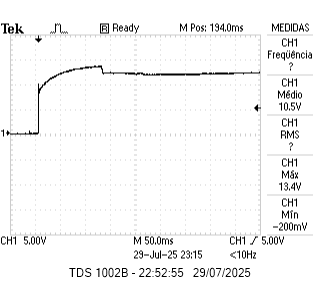 Tek R Ready M Pos: 194.0ms MEDIDAS
CH1
Freqüência
?
CH1
Médio
10.5V
CH1
RMS
?
CH1
Máx
13.4V
CH1
Mín
-200mV
1
CH1 5.00V M 50.0ms CH1 / 5.00V
29-Jul-25 23:15 <10Hz
TDS 1002B - 22:52:55 29/07/2025